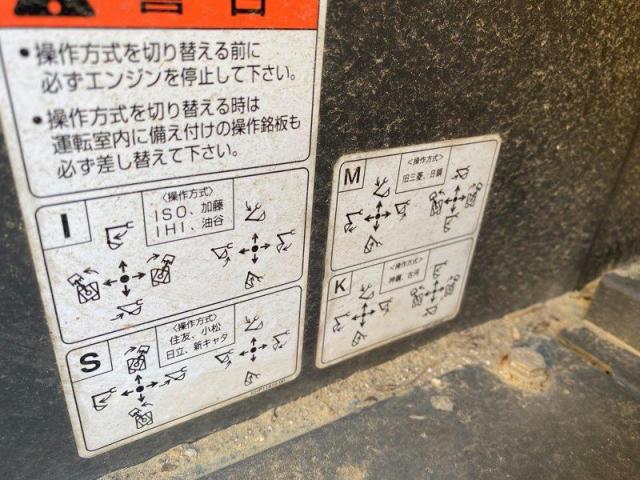 警告
•操作方式を切り替える前に
必ずエンジンを停止して下さい。
•操作方式を切り替える時は
運転室内に備え付けの操作銘板も
必ず差し替えて下さい。
I
〈操作方式〉
ISO、加藤
IHI、油谷
S
〈操作方式〉
住友、小松
日立、新キャタ
M
〈操作方式〉
旧三菱、日鋼
K
〈操作方式〉
神鋼、古河